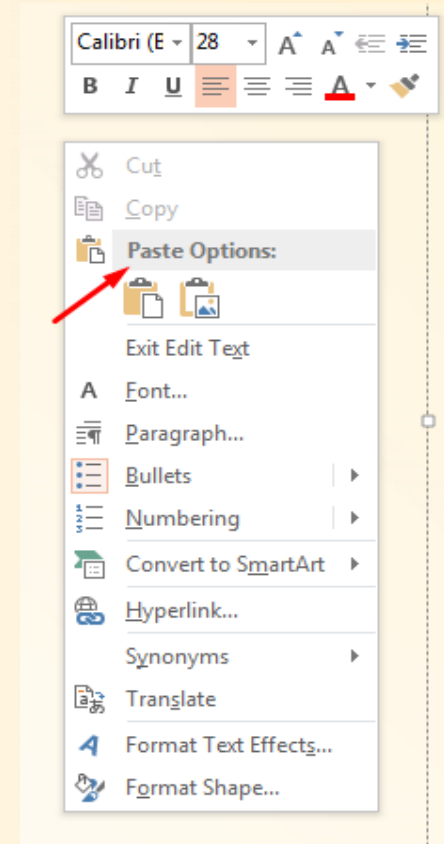 Calibri (E 28 A A
B I U A
Cut
Copy
Paste Options:
Exit Edit Text
A Font...
Paragraph...
Bullets
Numbering
Convert to SmartArt
Hyperlink...
Synonyms
Translate
A Format Text Effects...
Format Shape...